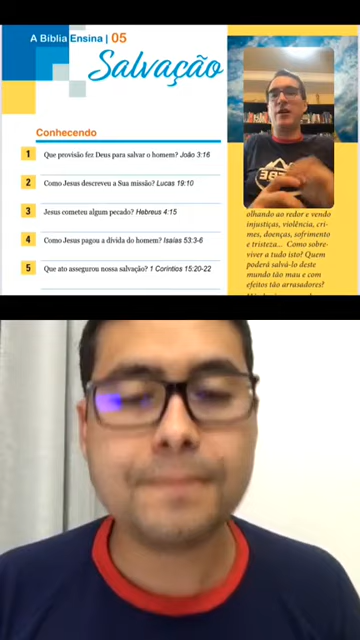 A Bíblia Ensina | 05
Salvação
Conhecendo
1 Que provisão fez Deus para salvar o homem? João 3:16
2 Como Jesus descreveu a Sua missão? Lucas 19:10
3 Jesus cometeu algum pecado? Hebreus 4:15
4 Como Jesus pagou a dívida do homem? Isaías 53:3-6
5 Que ato assegurou nossa salvação? 1 Coríntios 15:20-22
olhando ao redor e vendo
injustiças, violência, cri-
mes, doenças, sofrimento
e tristeza... Como sobre-
viver a tudo isto? Quem
poderá salvá-lo deste
mundo tão mau e com
efeitos tão arrasadores?